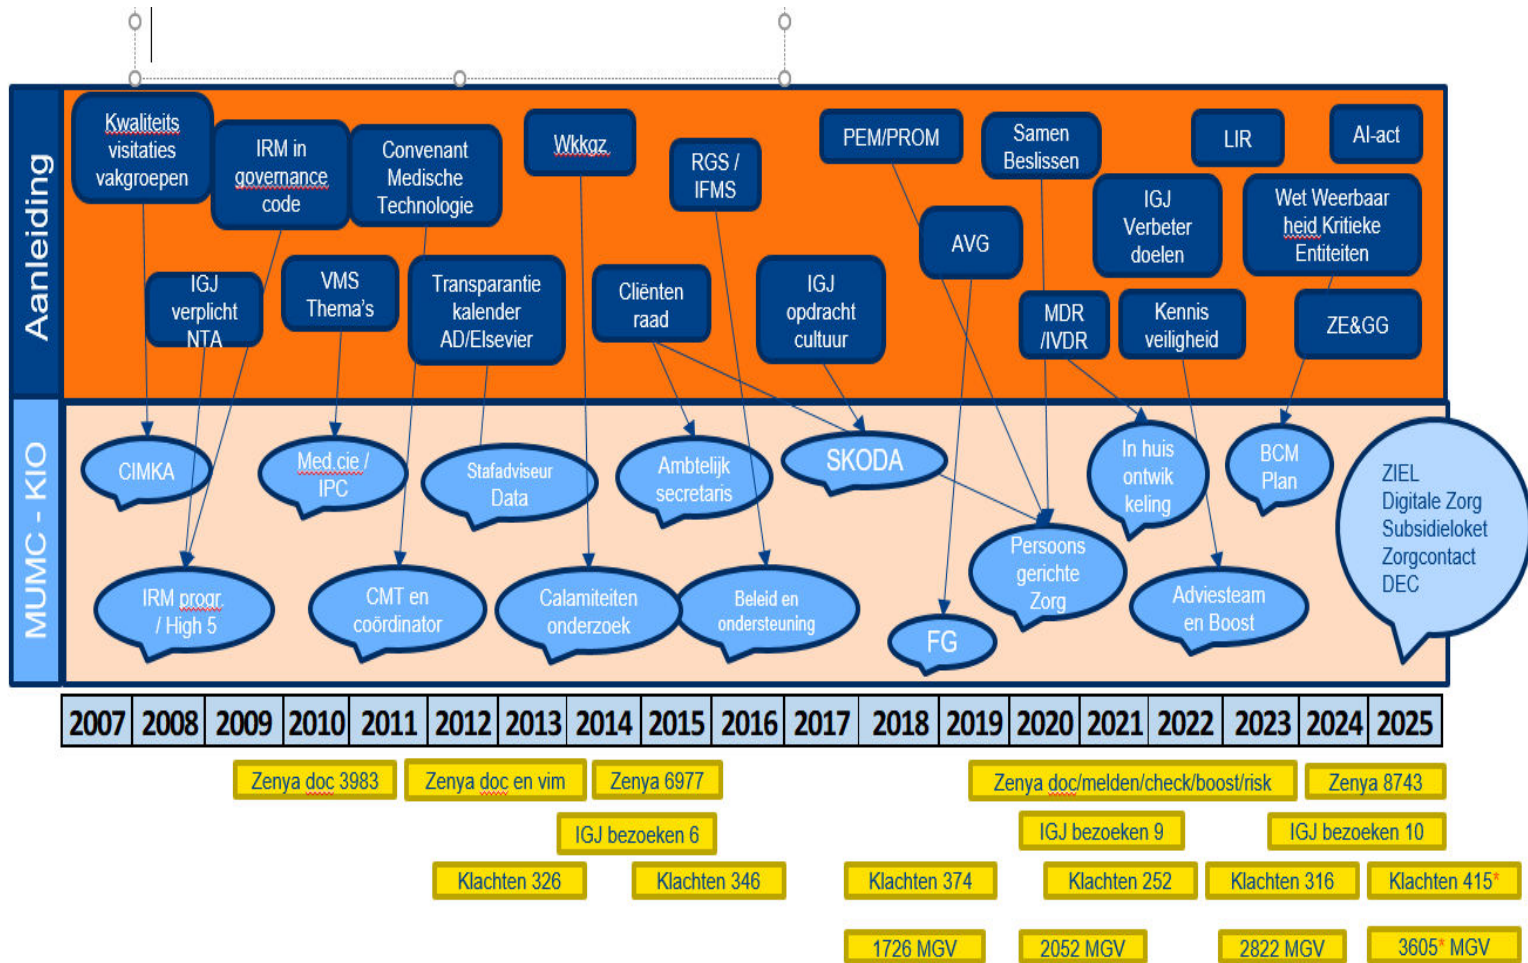 Aanleiding
Kwaliteits
visitaties
vakgroepen
IRM in
governance
code
Convenant
Medische
Technologie
Wkkgz
RGS /
IFMS
PEM/PROM
Samen
Beslissen
LIR
AI-act
IGJ
verplicht
NTA
VMS
Thema's
Transparantie
kalender
AD/Elsevier
Cliënten
raad
IGJ
opdracht
cultuur
AVG
MDR
/IVDR
IGJ
Verbeter
doelen
Kennis
veiligheid
Wet Weerbaar
heid Kritieke
Entiteiten
ZE&GG
MUMC - KIO
CIMKA
Med.cie /
IPC
Stafadviseur
Data
Ambtelijk
secretaris
SKODA
In huis
ontwik
keling
BCM
Plan
ZIEL
Digitale Zorg
Subsidieloket
Zorgcontact
DEC
IRM progr.
/ High 5
CMT en
coördinator
Calamiteiten
onderzoek
Beleid en
ondersteuning
FG
Persoons
gerichte
Zorg
Adviesteam
en Boost
2007 2008 2009 2010 2011 2012 2013 2014 2015 2016 2017 2018 2019 2020 2021 2022 2023 2024 2025
Zenya doc 3983
Zenya doc en vim
Zenya 6977
Zenya doc/melden/check/boost/risk
Zenya 8743
IGJ bezoeken 6
IGJ bezoeken 9
IGJ bezoeken 10
Klachten 326
Klachten 346
Klachten 374
Klachten 252
Klachten 316
Klachten 415*
1726 MGV
2052 MGV
2822 MGV
3605* MGV